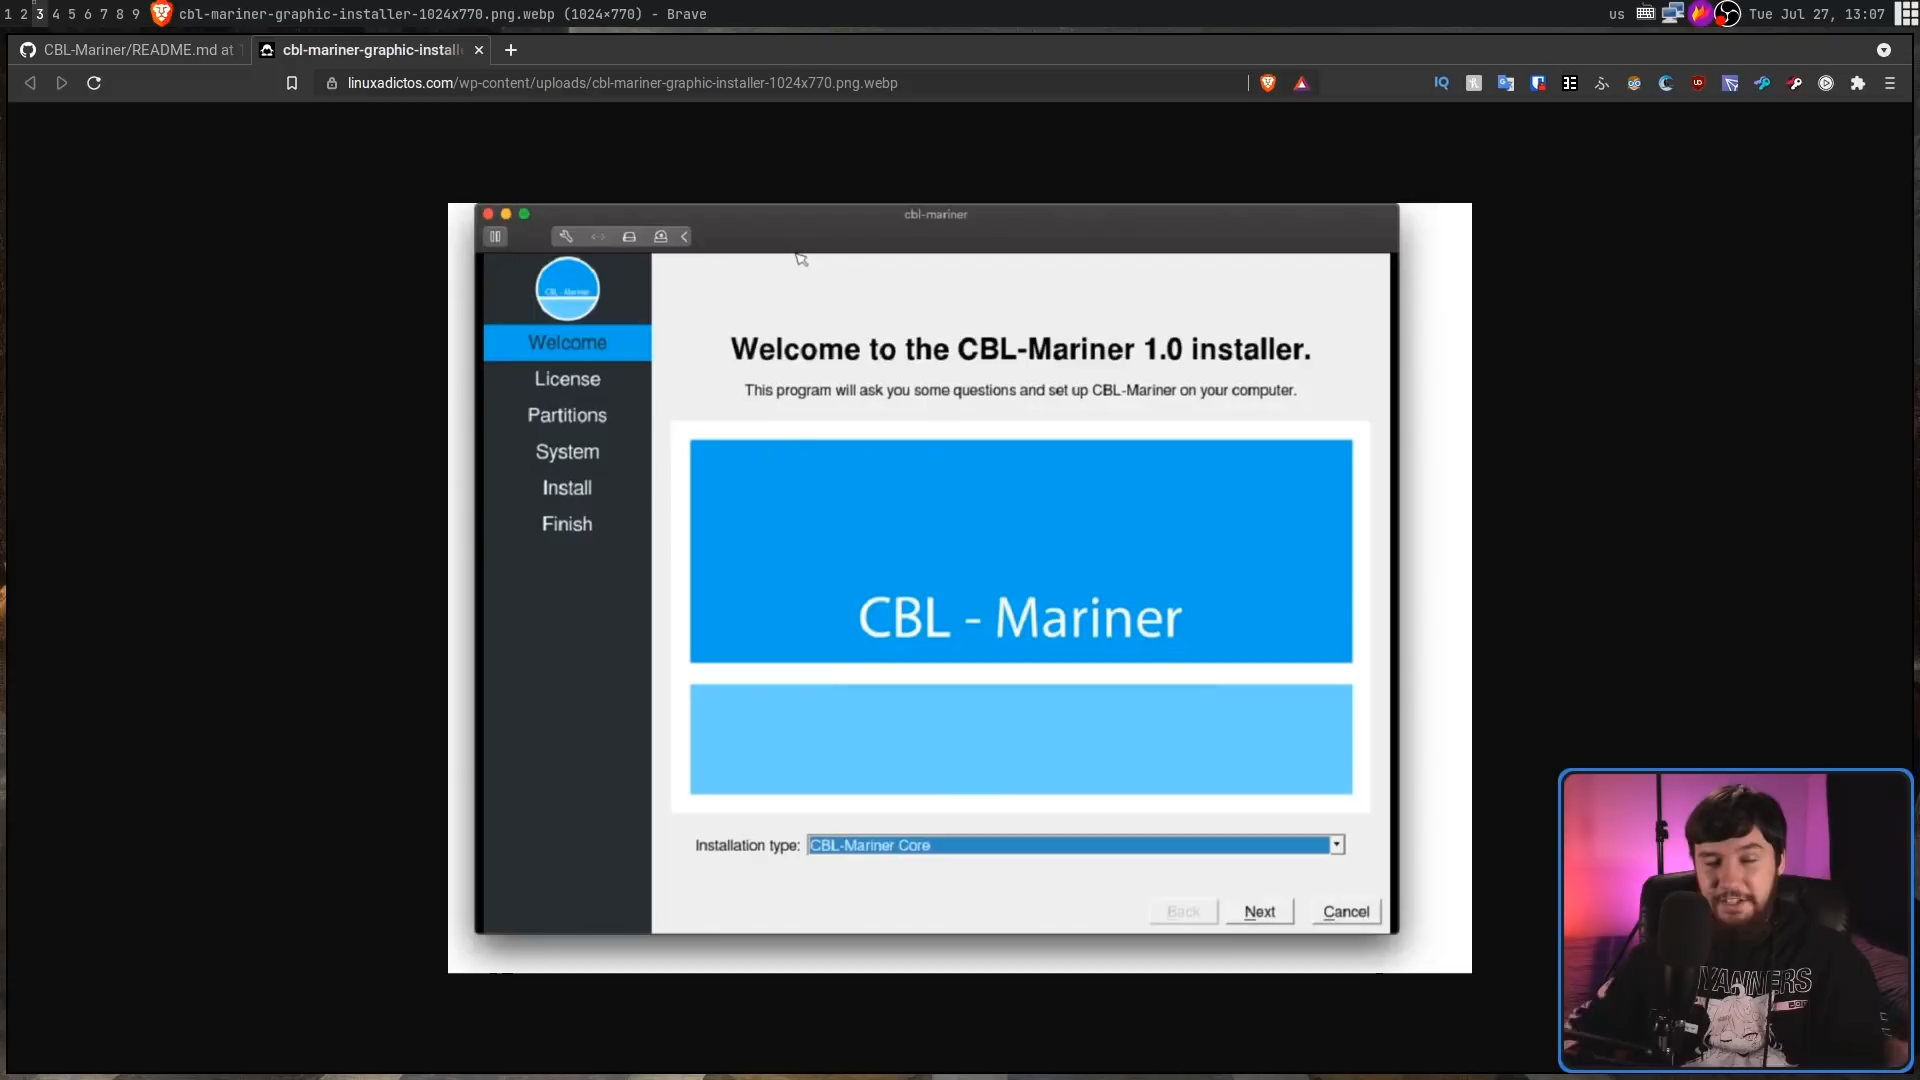 1 2 3 4 5 6 7 8 9 cbl-mariner-graphic-installer-1024x770.png.webp (1024×770) - Brave
us Tue Jul 27, 13:07
CBL-Mariner/README.md at
cbl-mariner-graphic-install
linuxadictos.com/wp-content/uploads/cbl-mariner-graphic-installer-1024x770.png.webp
IQ
cbl-mariner
CBL - Mariner
Welcome
License
Partitions
System
Install
Finish
Welcome to the CBL-Mariner 1.0 installer.
This program will ask you some questions and set up CBL-Mariner on your computer.
CBL - Mariner
Installation type: CBL-Mariner Core
Back Next Cancel
YANNERS